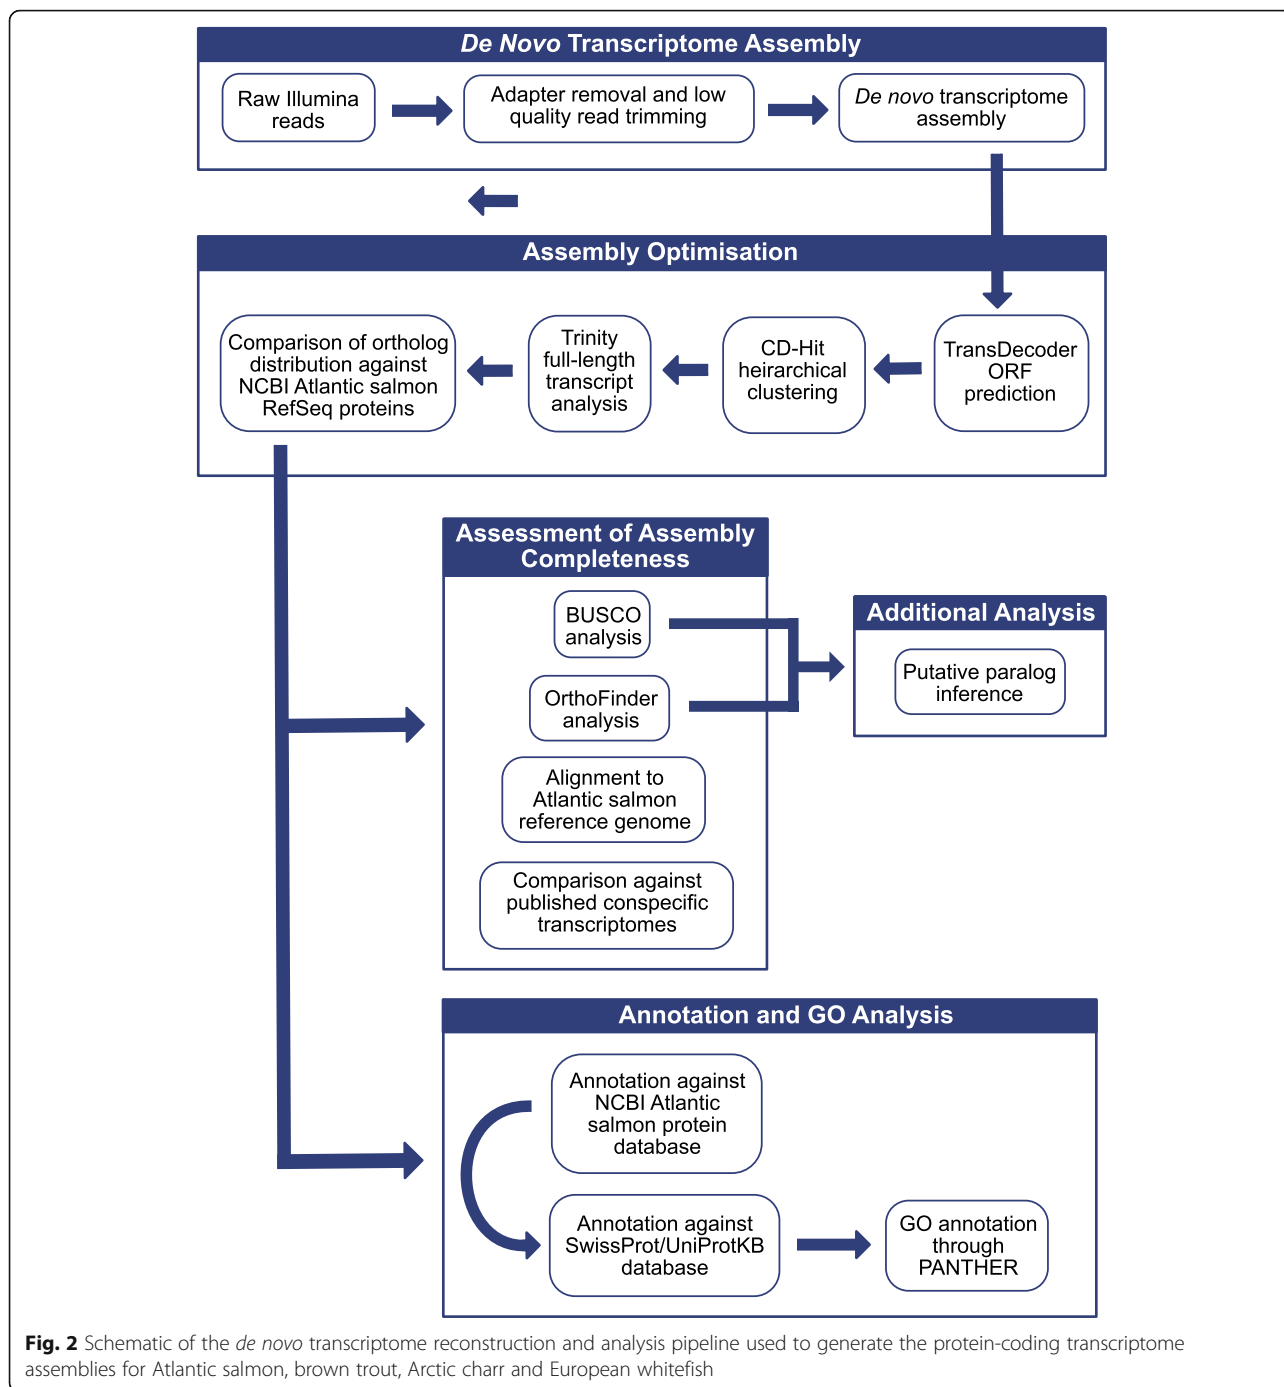 De Novo Transcriptome Assembly
Raw Illumina
reads
Adapter removal and low
quality read trimming
De novo transcriptome
assembly
Assembly Optimisation
Comparison of ortholog
distribution against
NCBI Atlantic salmon
RefSeq proteins
Trinity
full-length
transcript
analysis
CD-Hit
heirarchical
clustering
TransDecoder
ORF
prediction
Assessment of Assembly
Completeness
BUSCO
analysis
OrthoFinder
analysis
Alignment to
Atlantic salmon
reference genome
Comparison against
published conspecific
transcriptomes
Additional Analysis
Putative paralog
inference
Annotation and GO Analysis
Annotation against
NCBI Atlantic
salmon protein
database
Annotation against
SwissProt/UniProtKB
database
GO annotation
through
PANTHER
Fig. 2 Schematic of the de novo transcriptome reconstruction and analysis pipeline used to generate the protein-coding transcriptome
assemblies for Atlantic salmon, brown trout, Arctic charr and European whitefish